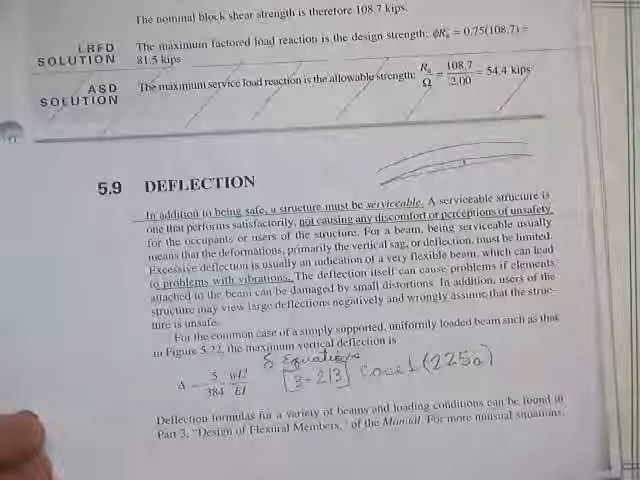 The nominal block shear strength is therefore 108.7 kips.
LRFD
SOLUTION
The maximum factored load reaction is the design strength: ϕRₙ = 0.75(108.7) =
81.5 kips
ASD
SOLUTION
The maximum service load reaction is the allowable strength: Rₙ/Ω = 108.7/2.00 = 54.4 kips
5.9 DEFLECTION
In addition to being safe, a structure must be serviceable. A serviceable structure is
one that performs satisfactorily, not causing any discomfort or perceptions of unsafety
for the occupants or users of the structure. For a beam, being serviceable usually
means that the deformations, primarily the vertical sag, or deflection, must be limited.
Excessive deflection is usually an indication of a very flexible beam, which can lead
to problems with vibrations. The deflection itself can cause problems if elements
attached to the beam can be damaged by small distortions. In addition, users of the
structure may view large deflections negatively and wrongly assume that the struc-
ture is unsafe.
For the common case of a simply supported, uniformly loaded beam such as that
in Figure 5.22, the maximum vertical deflection is
δ Equations
Δ = 5/384 wL⁴/EI
[3-213] Case 1 (225a)
Deflection formulas for a variety of beams and loading conditions can be found in
Part 3, "Design of Flexural Members," of the Manual. For more unusual situations,